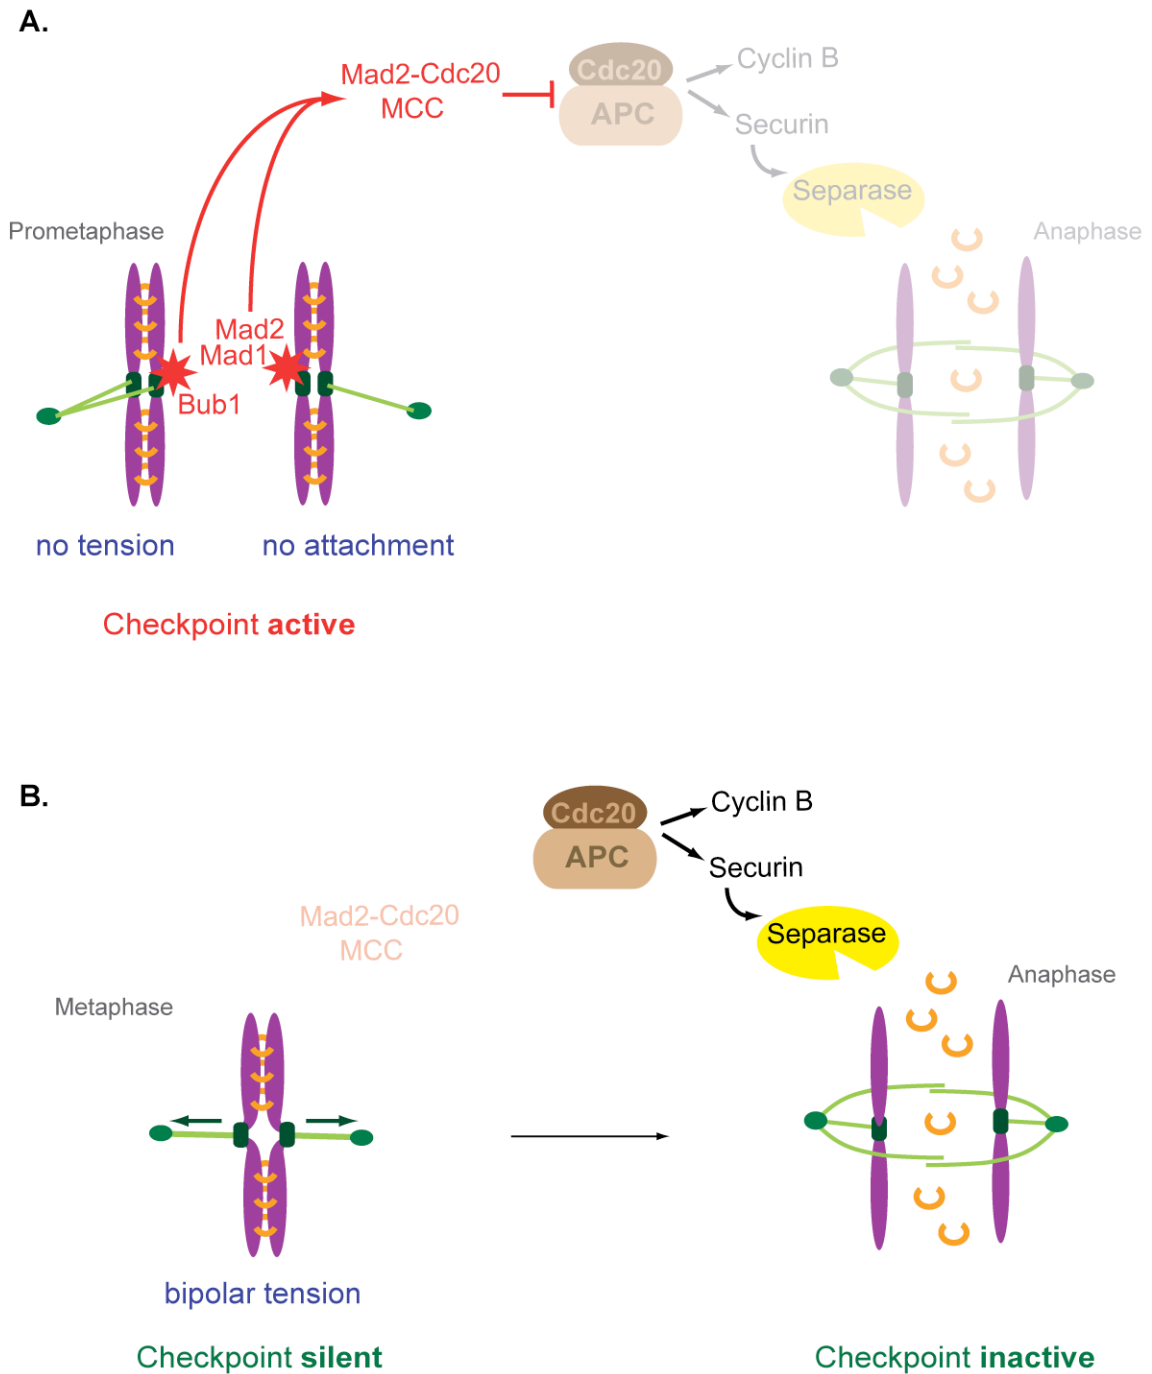 A.
Mad2-Cdc20
MCC
Cdc20
APC
Cyclin B
Securin
Separase
Prometaphase
Anaphase
Mad2
Mad1
Bub1
no tension
no attachment
Checkpoint active
B.
Cdc20
APC
Cyclin B
Securin
Separase
Mad2-Cdc20
MCC
Metaphase
Anaphase
bipolar tension
Checkpoint silent
Checkpoint inactive